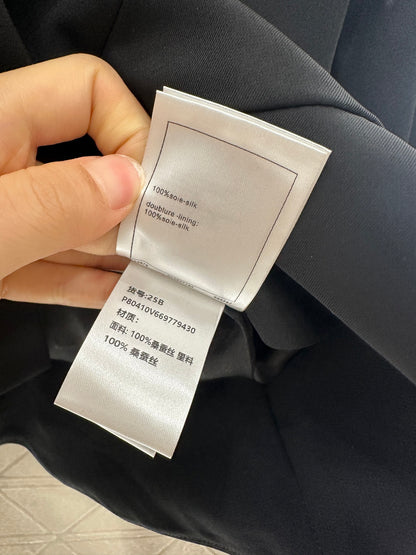 100%soie-silk
doublure -lining:
100%soie-silk
货号:25B
P80410V669779430
材质：
面料: 100%桑蚕丝 里料
100% 桑蚕丝